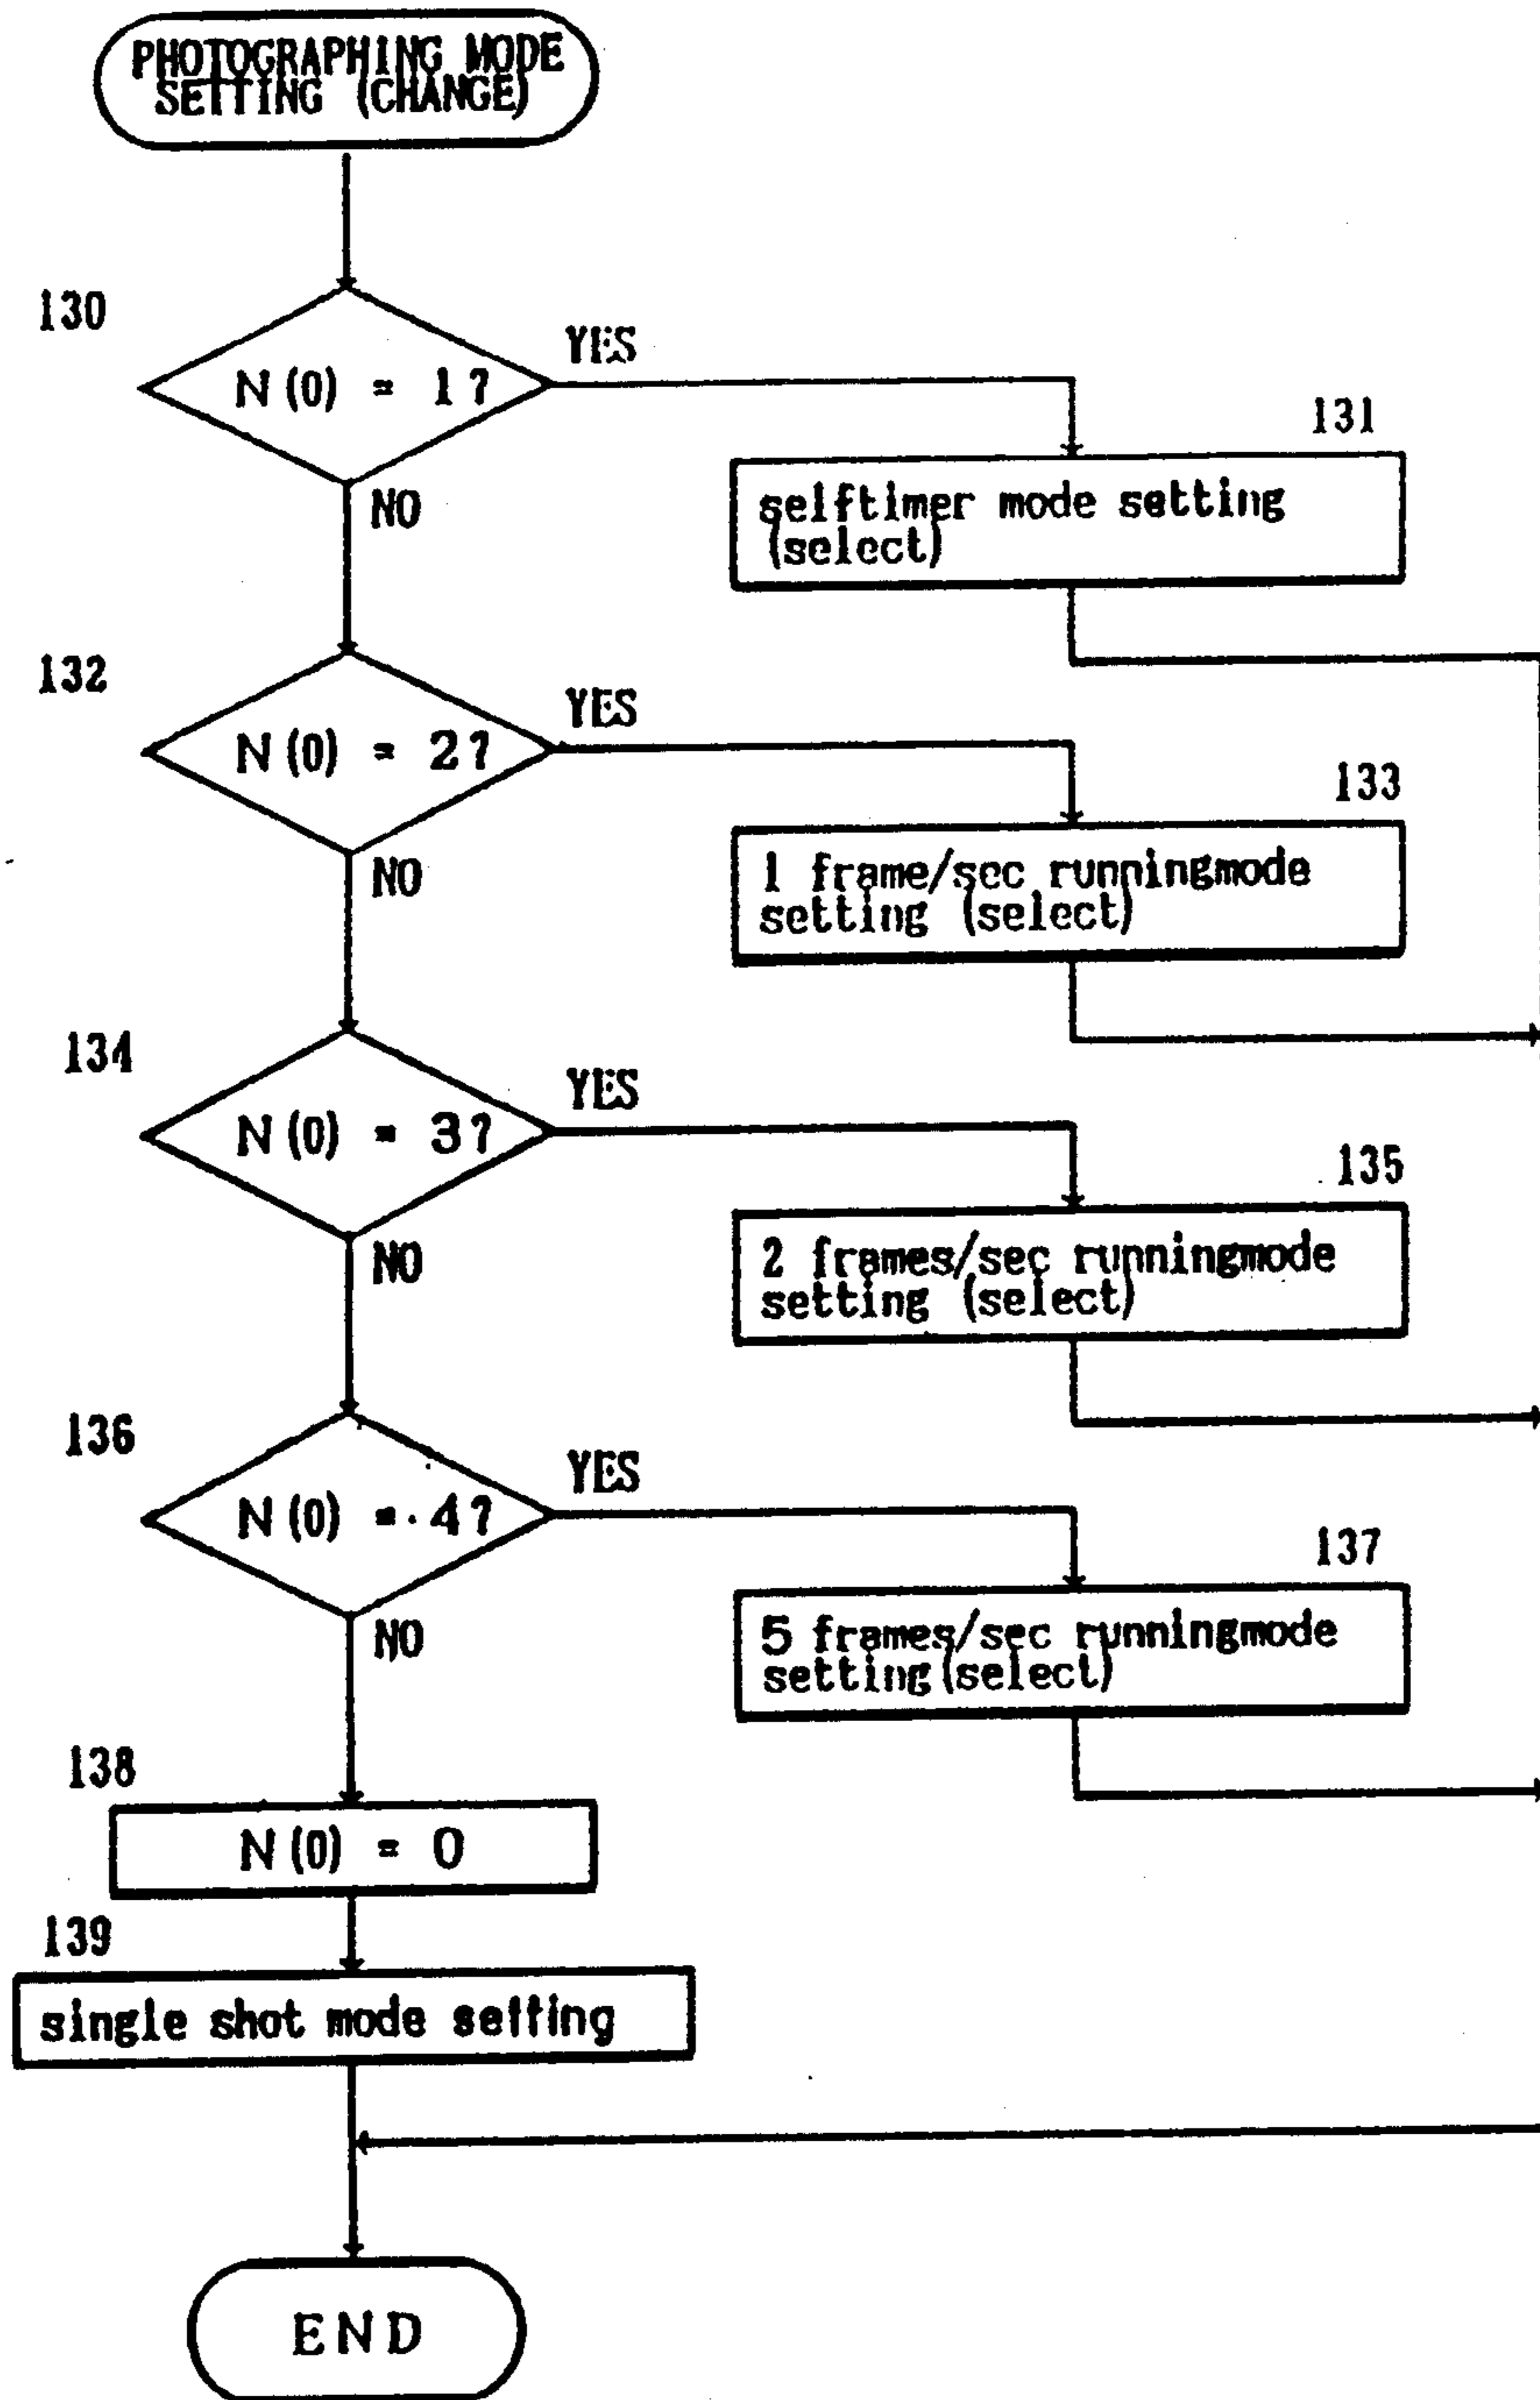 PHOTOGRAPHING MODE
SETTING (CHANGE)
130
N(0) = 1?
YES
NO
131
selftimer mode setting
(select)
132
N(0) = 2?
YES
NO
133
1 frame/sec runningmode
setting (select)
134
N(0) = 3?
YES
NO
135
2 frames/sec runningmode
setting (select)
136
N(0) = 4?
YES
NO
137
5 frames/sec runningmode
setting(select)
138
N(0) = 0
139
single shot mode setting
END